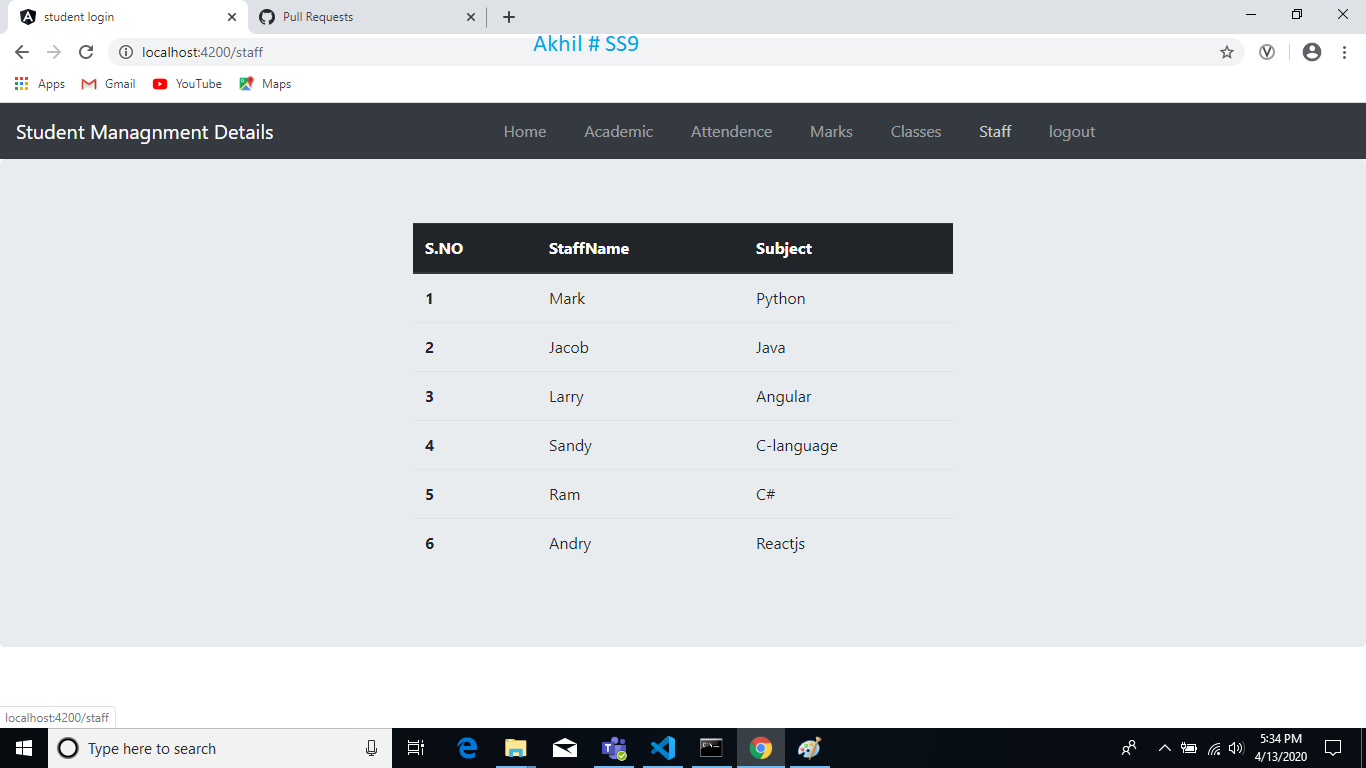 student login
Pull Requests
Akhil # SS9
localhost:4200/staff
Apps Gmail YouTube Maps
Student Managnment Details Home Academic Attendence Marks Classes Staff logout
S.NO StaffName Subject
1 Mark Python
2 Jacob Java
3 Larry Angular
4 Sandy C-language
5 Ram C#
6 Andry Reactjs
localhost:4200/staff
Type here to search
5:34 PM
4/13/2020